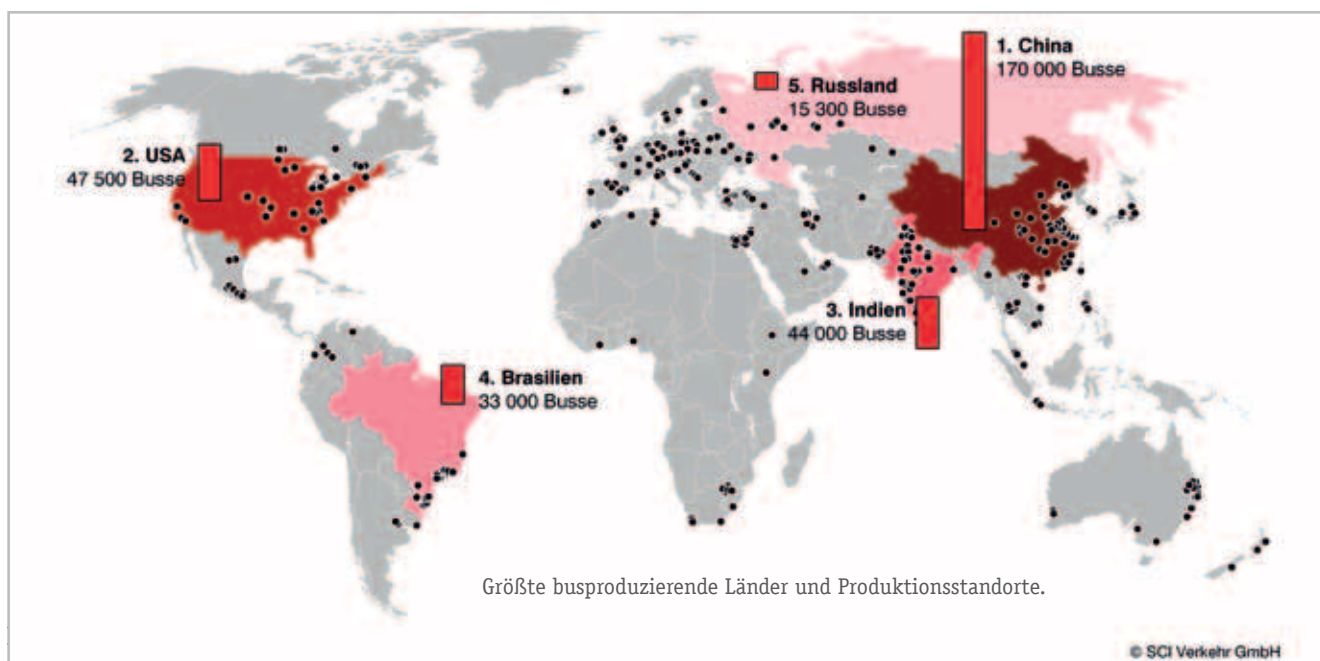 1. China
170 000 Busse
5. Russland
15 300 Busse
2. USA
47 500 Busse
3. Indien
44 000 Busse
4. Brasilien
33 000 Busse
Größte busproduzierende Länder und Produktionsstandorte.
© SCI Verkehr GmbH